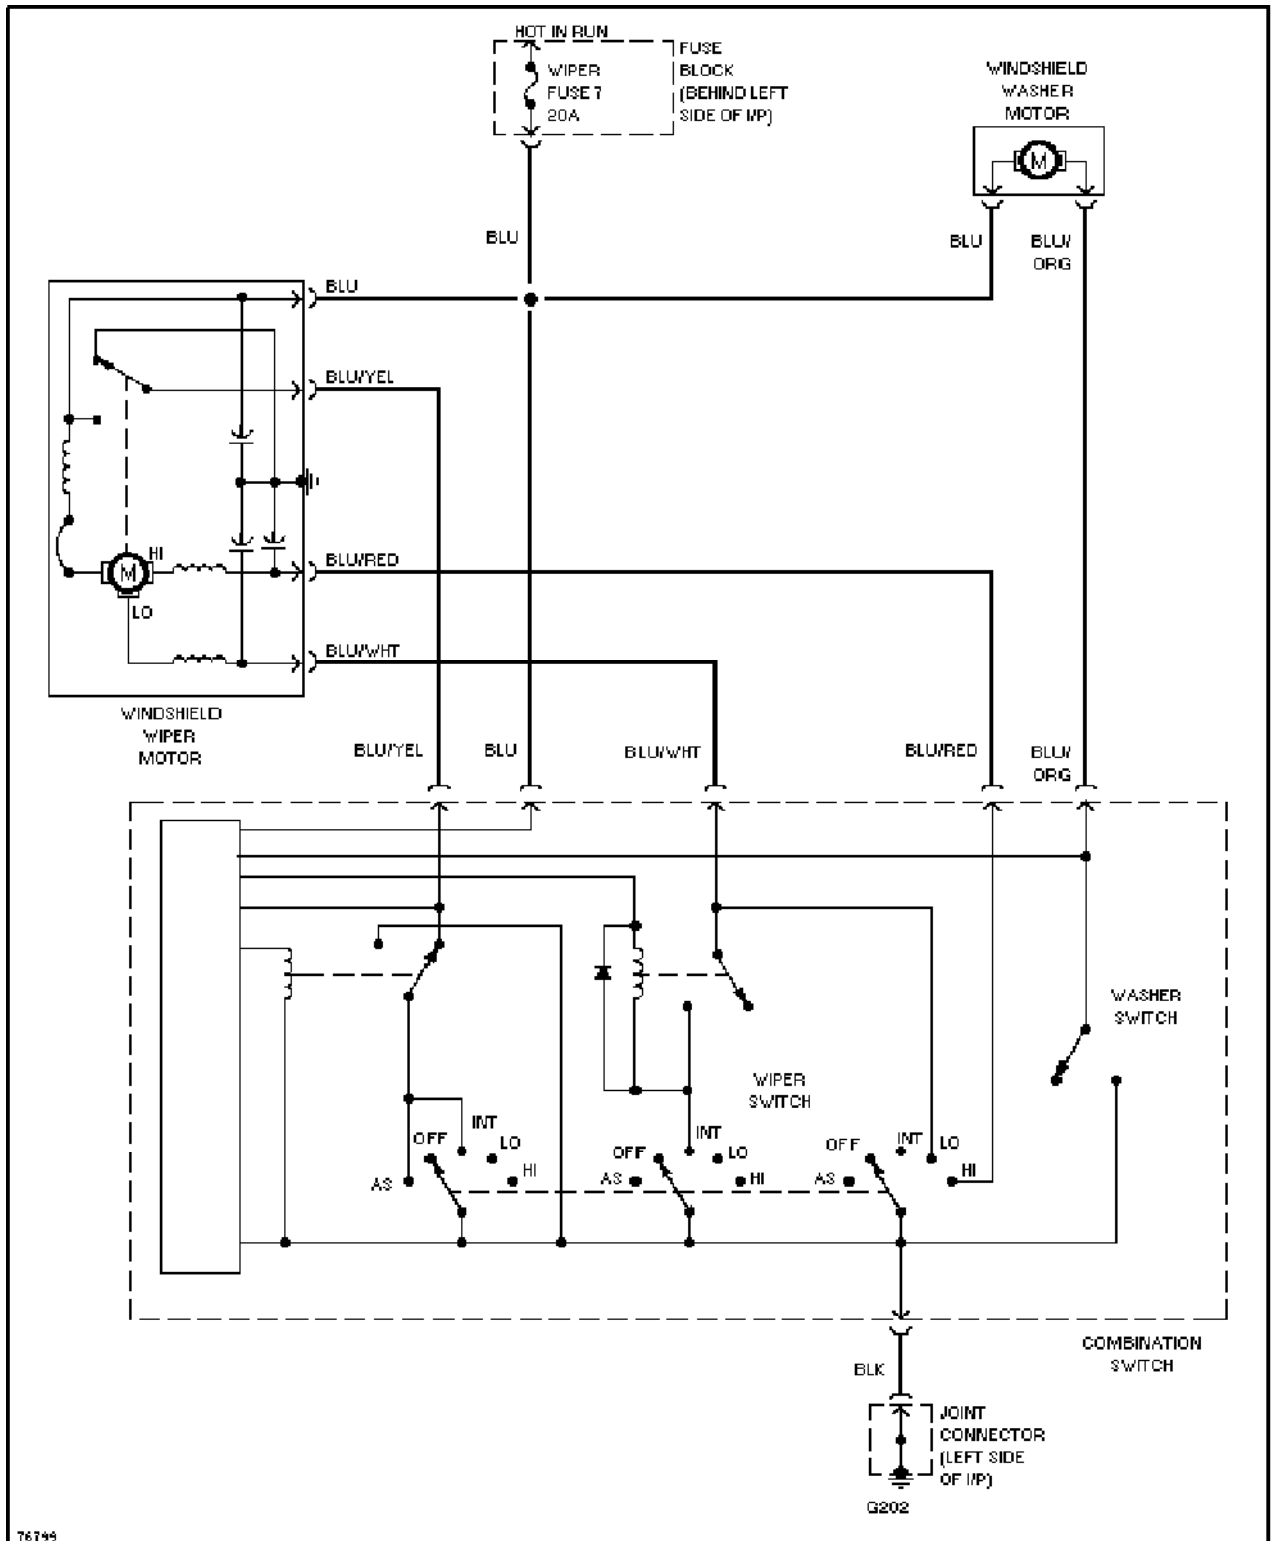 HOT IN RUN
WIPER
FUSE 7
20A
FUSE
BLOCK
(BEHIND LEFT
SIDE OF I/P)
WINDSHIELD
WASHER
MOTOR
M
BLU
BLU
BLU/
ORG
BLU
BLU/YEL
HI
M
LO
BLU/RED
BLU/WHT
WINDSHIELD
WIPER
MOTOR
BLU/YEL
BLU
BLU/WHT
BLU/RED
BLU/
ORG
WASHER
SWITCH
WIPER
SWITCH
AS
OFF
INT
LO
HI
AS
OFF
INT
LO
HI
AS
OFF
INT
LO
HI
COMBINATION
SWITCH
BLK
JOINT
CONNECTOR
(LEFT SIDE
OF I/P)
G202
76799